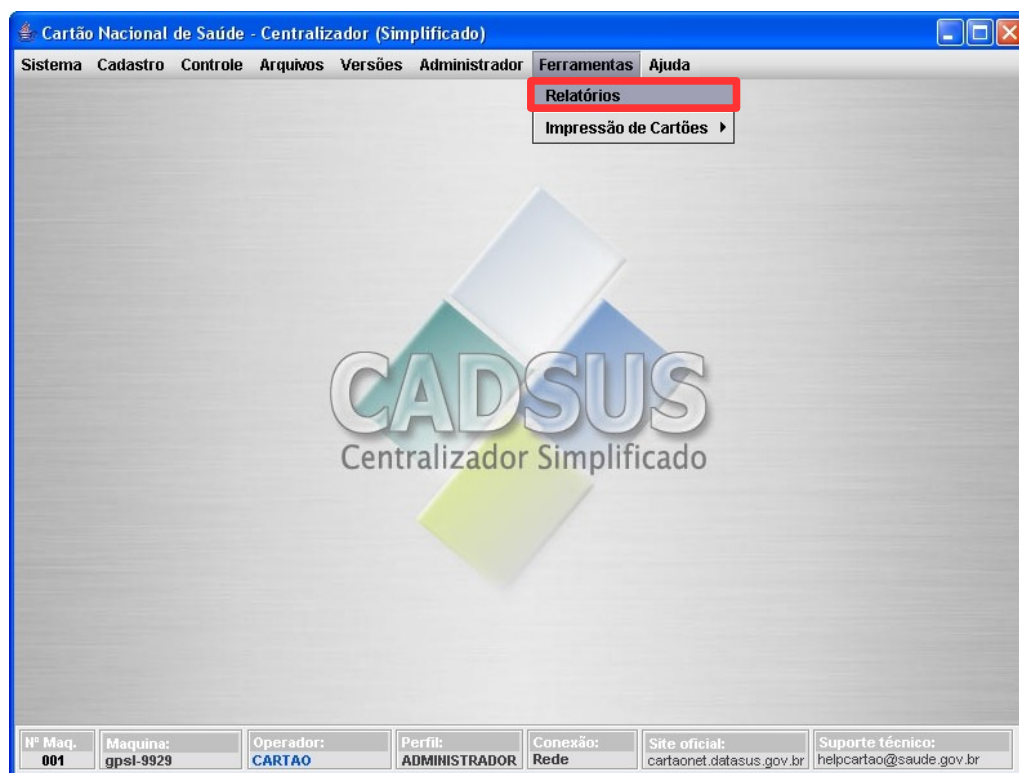 Cartão Nacional de Saúde - Centralizador (Simplificado)
Sistema Cadastro Controle Arquivos Versões Administrador Ferramentas Ajuda
Relatórios
Impressão de Cartões
CADSUS
Centralizador Simplificado
Nº Maq. Maquina: Operador: Perfil: Conexão: Site oficial: Suporte técnico:
001 gpsl-9929 CARTAO ADMINISTRADOR Rede cartaonet.datasus.gov.br helpcartao@saude.gov.br